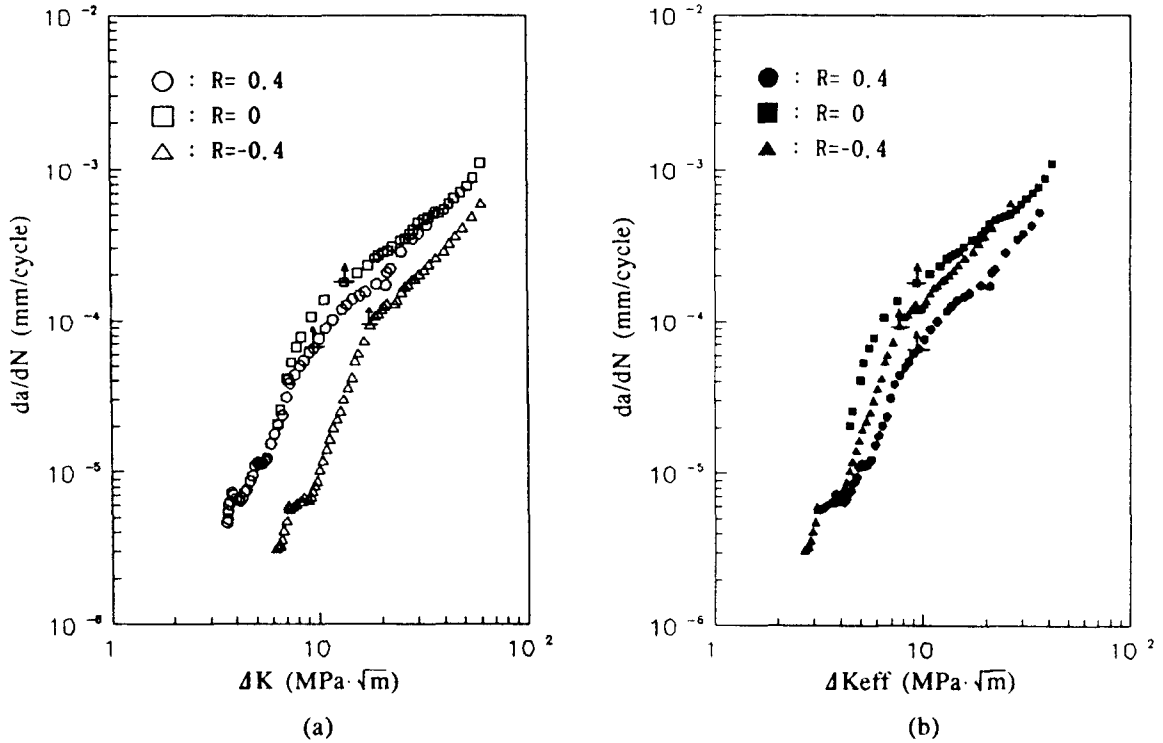 10⁻²
○ : R= 0.4
□ : R= 0
△ : R=-0.4
10⁻³
10⁻⁴
10⁻⁵
10⁻⁶
da/dN (mm/cycle)
1 10 10²
ΔK (MPa·√m)
(a)
10⁻²
● : R= 0.4
■ : R= 0
▲ : R=-0.4
10⁻³
10⁻⁴
10⁻⁵
10⁻⁶
da/dN (mm/cycle)
1 10 10²
ΔKeff (MPa·√m)
(b)